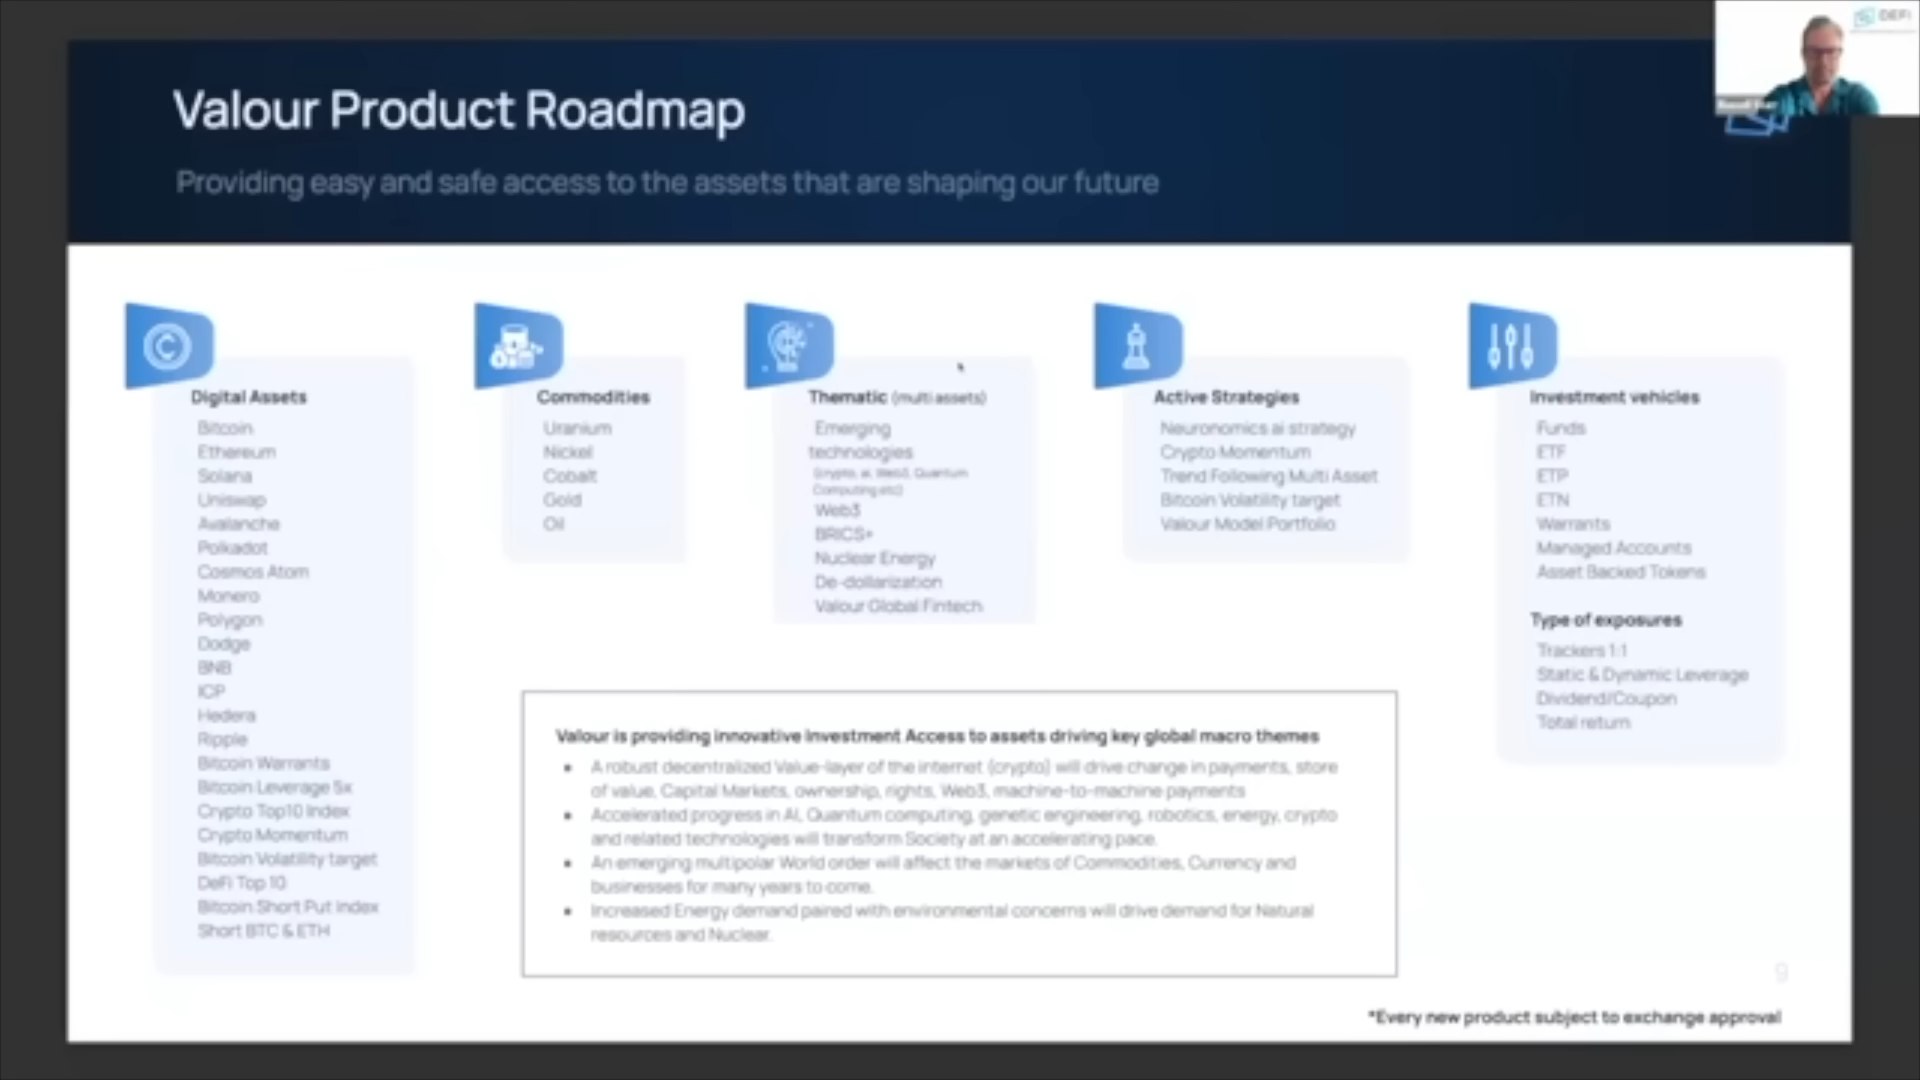 DEFI
Valour Product Roadmap
Providing easy and safe access to the assets that are shaping our future
Digital Assets
Bitcoin
Ethereum
Solana
Uniswap
Avalanche
Polkadot
Cosmos Atom
Monero
Polygon
Dodge
BNB
ICP
Hedera
Ripple
Bitcoin Warrants
Bitcoin Leverage 5x
Crypto Top10 Index
Crypto Momentum
Bitcoin Volatility target
DeFi Top 10
Bitcoin Short Put Index
Short BTC & ETH
Commodities
Uranium
Nickel
Cobalt
Gold
Oil
Thematic (multi assets)
Emerging
technologies
(crypto, ai, Web3, Quantum
Computing etc)
Web3
BRICS+
Nuclear Energy
De-dollarization
Valour Global Fintech
Active Strategies
Neuronomics ai strategy
Crypto Momentum
Trend Following Multi Asset
Bitcoin Volatility target
Valour Model Portfolio
Investment vehicles
Funds
ETF
ETP
ETN
Warrants
Managed Accounts
Asset Backed Tokens
Type of exposures
Trackers 1:1
Static & Dynamic Leverage
Dividend/Coupon
Total return
Valour is providing innovative Investment Access to assets driving key global macro themes
• A robust decentralized Value-layer of the internet (crypto) will drive change in payments, store
of value, Capital Markets, ownership, rights, Web3, machine-to-machine payments
• Accelerated progress in AI, Quantum computing, genetic engineering, robotics, energy, crypto
and related technologies will transform Society at an accelerating pace.
• An emerging multipolar World order will affect the markets of Commodities, Currency and
businesses for many years to come.
• Increased Energy demand paired with environmental concerns will drive demand for Natural
resources and Nuclear.
9
*Every new product subject to exchange approval